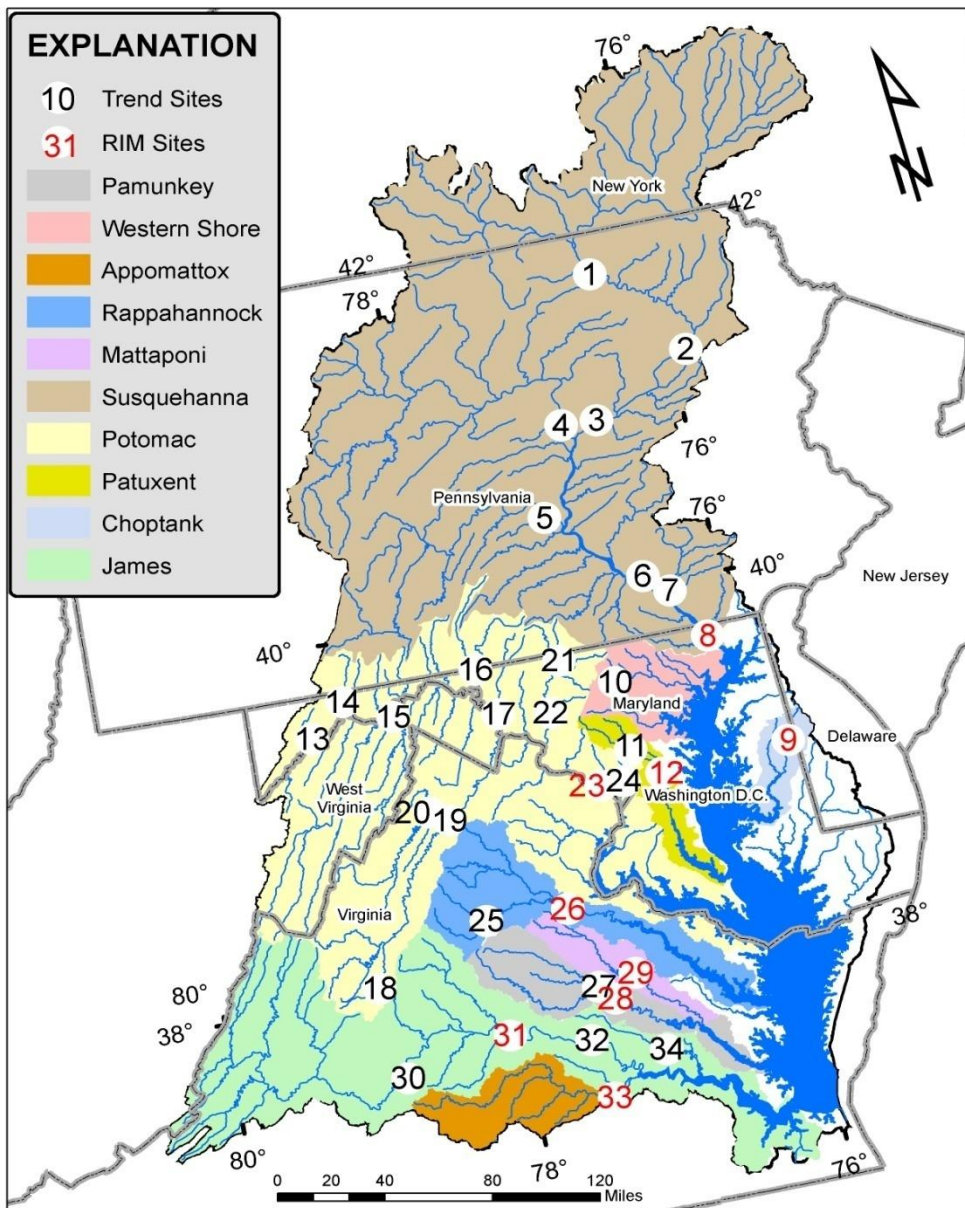 EXPLANATION
10 Trend Sites
31 RIM Sites
Pamunkey
Western Shore
Appomattox
Rappahannock
Mattaponi
Susquehanna
Potomac
Patuxent
Choptank
James
76°
N
New York
42°
42°
1
78°
2
3
4
76°
Pennsylvania
5
76°
6
40°
7
New Jersey
8
40°
21
16
10
Maryland
14
15
17
22
13
11
9
Delaware
12
23
24
Washington D.C.
West
Virginia
20
19
38°
26
Virginia
25
29
27
18
28
80°
38°
31
32
34
30
33
80°
78°
76°
0 10 20 40 80 120
Miles